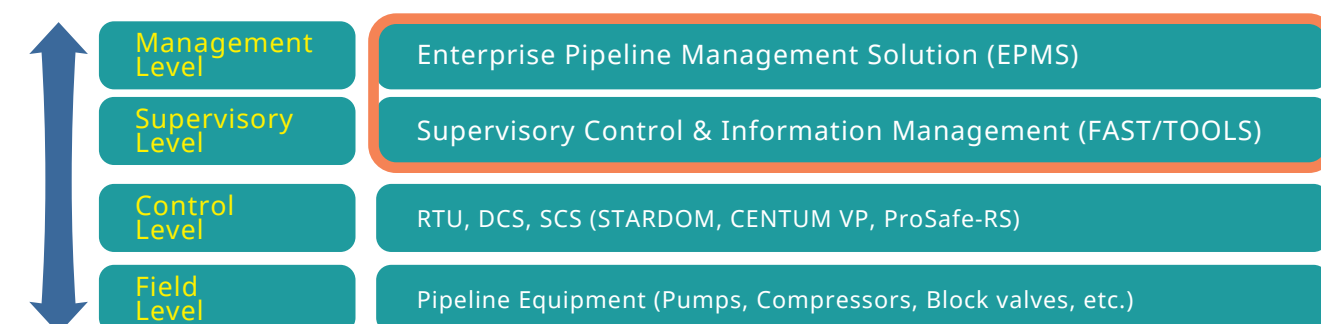 Management
Level
Enterprise Pipeline Management Solution (EPMS)
Supervisory
Level
Supervisory Control & Information Management (FAST/TOOLS)
Control
Level
RTU, DCS, SCS (STARDOM, CENTUM VP, ProSafe-RS)
Field
Level
Pipeline Equipment (Pumps, Compressors, Block valves, etc.)